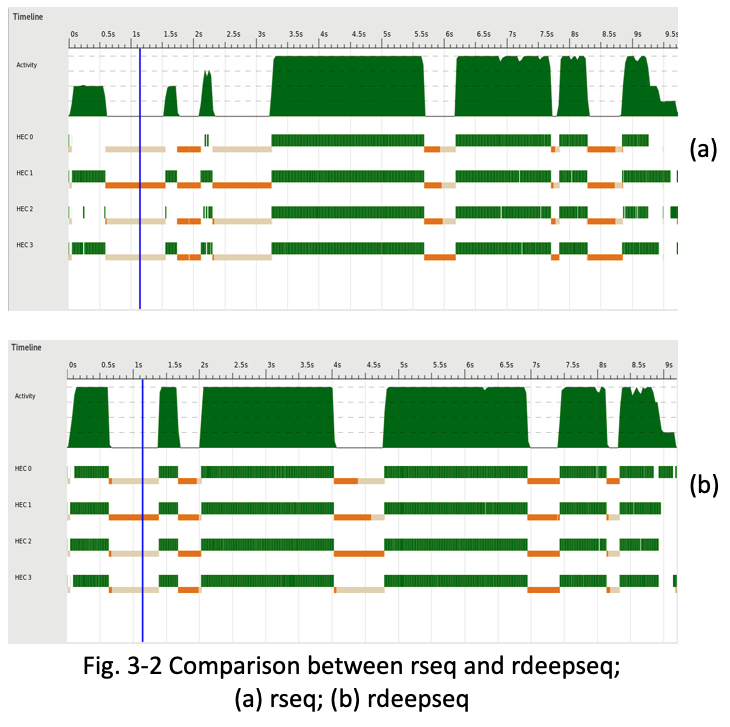 Timeline
0s 0.5s 1s 1.5s 2s 2.5s 3s 3.5s 4s 4.5s 5s 5.5s 6s 6.5s 7s 7.5s 8s 8.5s 9s 9.5s
Activity
HEC 0
(a)
HEC 1
HEC 2
HEC 3
Timeline
0s 0.5s 1s 1.5s 2s 2.5s 3s 3.5s 4s 4.5s 5s 5.5s 6s 6.5s 7s 7.5s 8s 8.5s 9s
Activity
HEC 0
(b)
HEC 1
HEC 2
HEC 3
Fig. 3-2 Comparison between rseq and rdeepseq;
(a) rseq; (b) rdeepseq